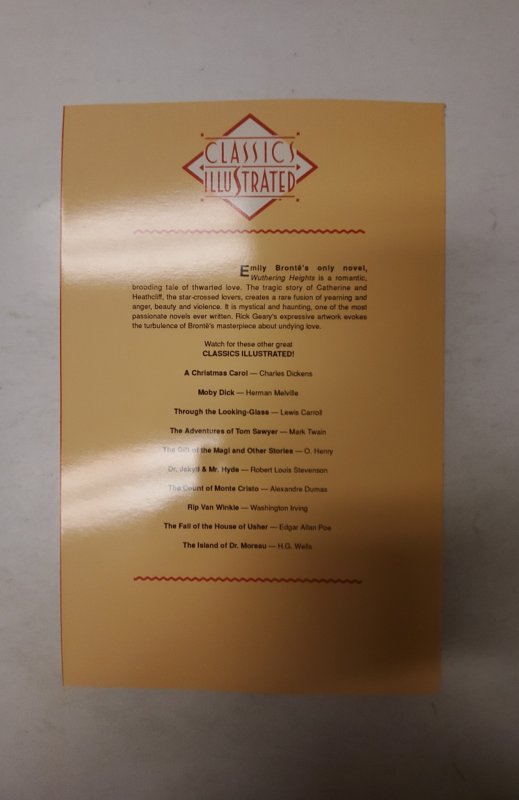 CLASSICS
ILLUSTRATED
Emily Brontë's only novel,
Wuthering Heights is a romantic,
brooding tale of thwarted love. The tragic story of Catherine and
Heathcliff, the star-crossed lovers, creates a rare fusion of yearning and
anger, beauty and violence. It is mystical and haunting, one of the most
passionate novels ever written. Rick Geary's expressive artwork evokes
the turbulence of Brontë's masterpiece about undying love.
Watch for these other great
CLASSICS ILLUSTRATED!
A Christmas Carol — Charles Dickens
Moby Dick — Herman Melville
Through the Looking-Glass — Lewis Carroll
The Adventures of Tom Sawyer — Mark Twain
The Gift of the Magi and Other Stories — O. Henry
Dr. Jekyll & Mr. Hyde — Robert Louis Stevenson
The Count of Monte Cristo — Alexandre Dumas
Rip Van Winkle — Washington Irving
The Fall of the House of Usher — Edgar Allan Poe
The Island of Dr. Moreau — H.G. Wells